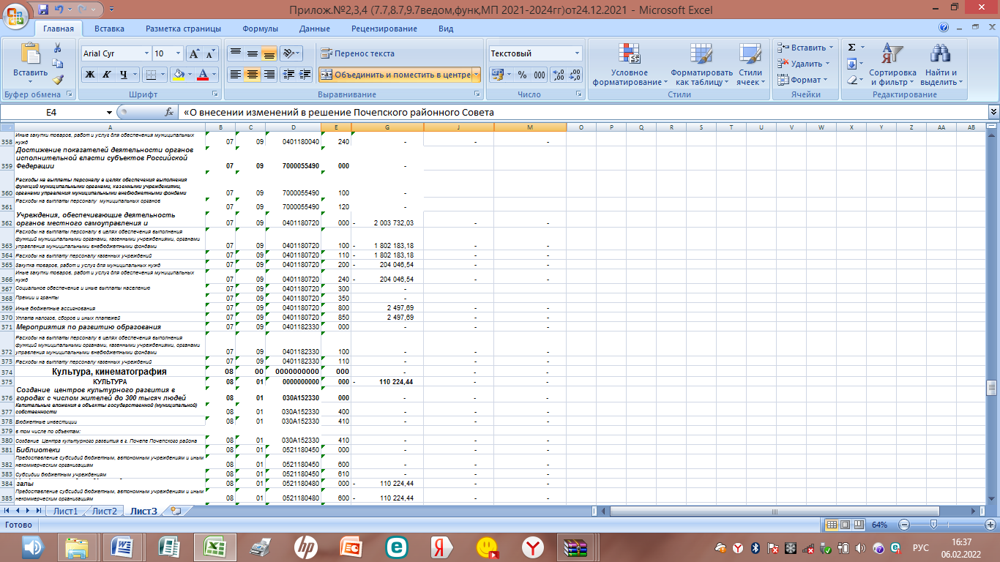 Прилож.№2,3,4 (7.7,8.7,9.7ведом,функ,МП 2021-2024гг)от24.12.2021 - Microsoft Excel
Главная Вставка Разметка страницы Формулы Данные Рецензирование Вид
Вставить Arial Cyr 10 Перенос текста Текстовый Условное форматирование Форматировать как таблицу Стили ячеек Вставить Удалить Формат Сортировка и фильтр Найти и выделить
Ж К Ч Объединить и поместить в центре % 000
Буфер обмена Шрифт Выравнивание Число Стили Ячейки Редактирование
E4 fx «О внесении изменений в решение Почепского районного Совета
A B C D E G J M O P Q R S T U V W X Y Z AA AB
Иные закупки товаров, работ и услуг для обеспечения муниципальных
358 нужд 07 09 0401180040 240 - - -
Достижение показателей деятельности органов
исполнительной власти субъектов Российской
359 Федерации 07 09 7000055490 000 -
Расходы на выплаты персоналу в целях обеспечения выполнения
функций муниципальными органами, казенными учреждениями,
360 органами управления муниципальными внебюджетными фондами 07 09 7000055490 100 -
Расходы на выплаты персоналу муниципальных органов
361 07 09 7000055490 120 -
Учреждения, обеспечивающие деятельность
362 органов местного самоуправления и 07 09 0401180720 000 - 2 003 732,03 - -
Расходы на выплаты персоналу в целях обеспечения выполнения
функций муниципальными органами, казенными учреждениями, органами
363 управления муниципальными внебюджетными фондами 07 09 0401180720 100 - 1 802 183,18 - -
364 Расходы на выплату персоналу казенных учреждений 07 09 0401180720 110 - 1 802 183,18 - -
365 Закупка товаров, работ и услуг для муниципальных нужд 07 09 0401180720 200 - 204 046,54 - -
Иные закупки товаров, работ и услуг для обеспечения муниципальных
366 нужд 07 09 0401180720 240 - 204 046,54 - -
367 Социальное обеспечение и иные выплаты населению 07 09 0401180720 300 - - -
368 Премии и гранты 07 09 0401180720 350 - - -
369 Иные бюджетные ассигнования 07 09 0401180720 800 2 497,69 - -
370 Уплата налогов, сборов и иных платежей 07 09 0401180720 850 2 497,69 - -
371 Мероприятия по развитию образования 07 09 0401182330 000 - - -
Расходы на выплаты персоналу в целях обеспечения выполнения
функций муниципальными органами, казенными учреждениями, органами
372 управления муниципальными внебюджетными фондами 07 09 0401182330 100 - - -
373 Расходы на выплату персоналу казенных учреждений 07 09 0401182330 110 - - -
374 Культура, кинематография 08 00 0000000000 000 - -
375 КУЛЬТУРА 08 01 0000000000 000 - 110 224,44 - -
Создание центров культурного развития в
376 городах с числом жителей до 300 тысяч людей 08 01 030A152330 000 - - -
Капитальные вложения в объекты государственной (муниципальной)
377 собственности 08 01 030A152330 400 - - -
378 Бюджетные инвестиции 08 01 030A152330 410 - - -
379 в том числе по объектам:
380 Создание Центра культурного развития в г. Почепе Почепского района 08 01 030A152330 410 - - -
381 Библиотеки 08 01 0521180450 000 - - -
Предоставление субсидий бюджетным, автономным учреждениям и иным
382 некоммерческим организациям 08 01 0521180450 600 - - -
383 Субсидии бюджетным учреждениям 08 01 0521180450 610 - - -
384 залы 08 01 0521180480 000 - 110 224,44 - -
Предоставление субсидий бюджетным, автономным учреждениям и иным
385 некоммерческим организациям 08 01 0521180480 600 - 110 224,44 - -
Лист1 Лист2 Лист3
Готово 64%
РУС 16:37
06.02.2022